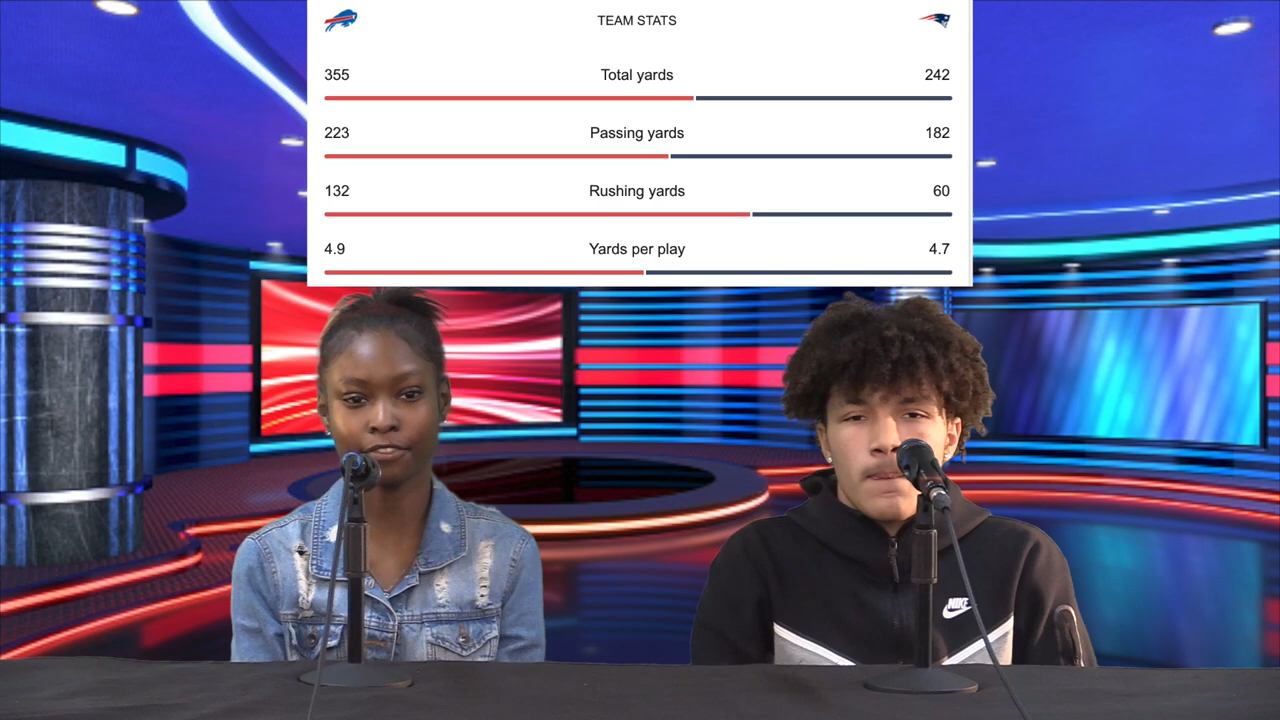 TEAM STATS
355 Total yards 242
223 Passing yards 182
132 Rushing yards 60
4.9 Yards per play 4.7
NIKE